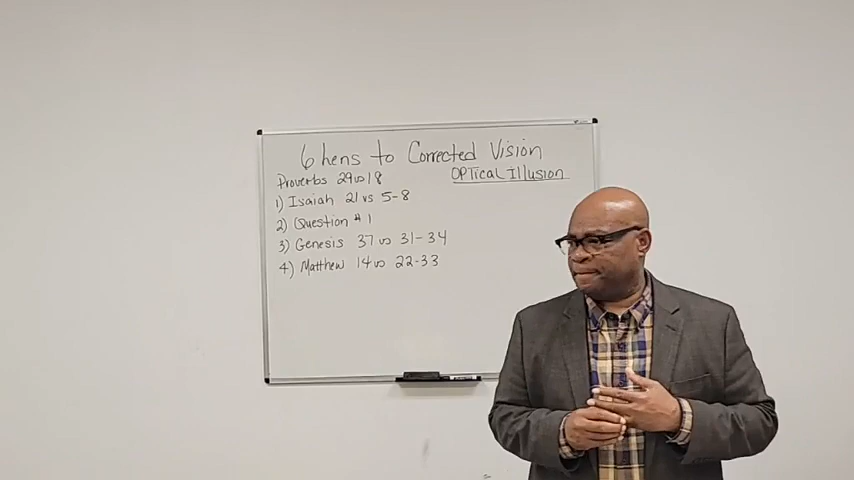 6 hens to Corrected Vision
Proverbs 29 vs 18
OPTical Illusion
1) Isaiah 21 vs 5-8
2) Question # 1
3) Genesis 37 vs 31-34
4) Matthew 14 vs 22-33